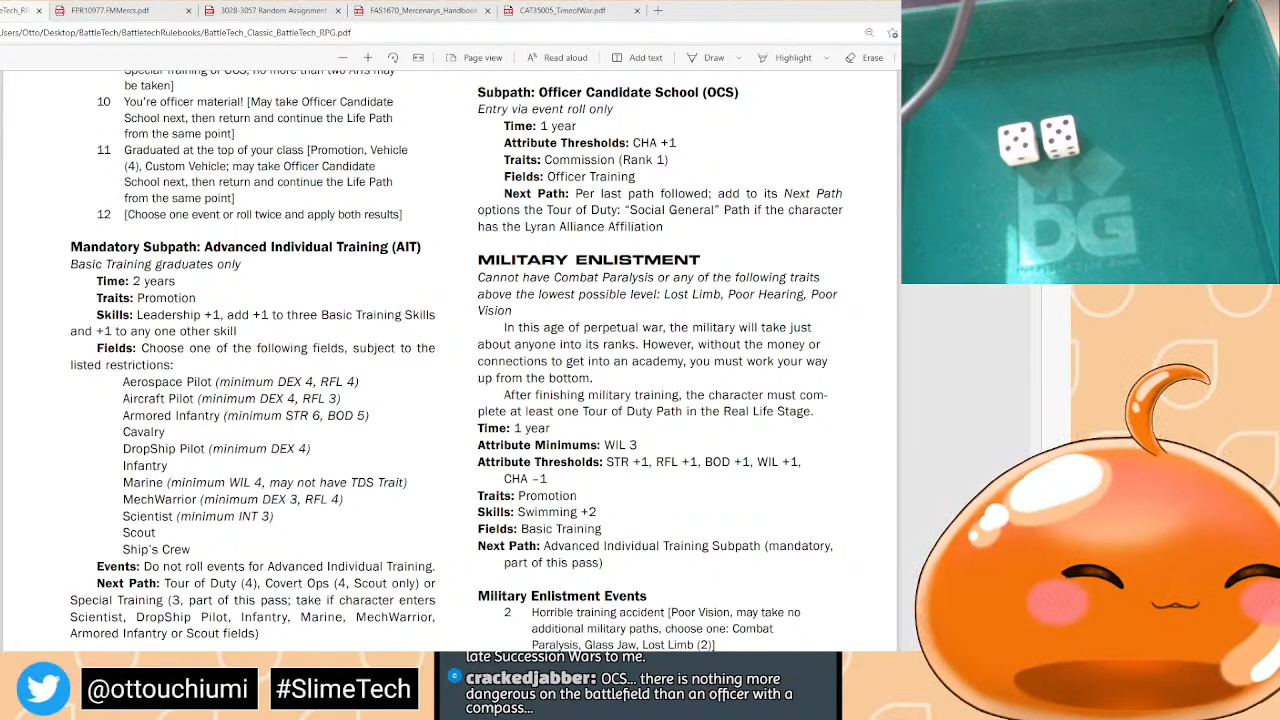 FPR10977.FMMercs.pdf
3028-3057 Random Assignment
FAS1670_Mercenarys_Handbook
CAT35005_TimeofWar.pdf
Users/Otto/Desktop/BattleTech/BattletechRulebooks/BattleTech_Classic_BattleTech_RPG.pdf
Page view
Read aloud
Add text
Draw
Highlight
Erase
Special Training or OCS, no more than two AITs may
be taken]
10 You're officer material! [May take Officer Candidate
School next, then return and continue the Life Path
from the same point]
11 Graduated at the top of your class [Promotion, Vehicle
(4), Custom Vehicle; may take Officer Candidate
School next, then return and continue the Life Path
from the same point]
12 [Choose one event or roll twice and apply both results]
Mandatory Subpath: Advanced Individual Training (AIT)
Basic Training graduates only
Time: 2 years
Traits: Promotion
Skills: Leadership +1, add +1 to three Basic Training Skills
and +1 to any one other skill
Fields: Choose one of the following fields, subject to the
listed restrictions:
Aerospace Pilot (minimum DEX 4, RFL 4)
Aircraft Pilot (minimum DEX 4, RFL 3)
Armored Infantry (minimum STR 6, BOD 5)
Cavalry
DropShip Pilot (minimum DEX 4)
Infantry
Marine (minimum WIL 4, may not have TDS Trait)
MechWarrior (minimum DEX 3, RFL 4)
Scientist (minimum INT 3)
Scout
Ship's Crew
Events: Do not roll events for Advanced Individual Training.
Next Path: Tour of Duty (4), Covert Ops (4, Scout only) or
Special Training (3, part of this pass; take if character enters
Scientist, DropShip Pilot, Infantry, Marine, MechWarrior,
Armored Infantry or Scout fields)
Subpath: Officer Candidate School (OCS)
Entry via event roll only
Time: 1 year
Attribute Thresholds: CHA +1
Traits: Commission (Rank 1)
Fields: Officer Training
Next Path: Per last path followed; add to its Next Path
options the Tour of Duty: “Social General” Path if the character
has the Lyran Alliance Affiliation
MILITARY ENLISTMENT
Cannot have Combat Paralysis or any of the following traits
above the lowest possible level: Lost Limb, Poor Hearing, Poor
Vision
In this age of perpetual war, the military will take just
about anyone into its ranks. However, without the money or
connections to get into an academy, you must work your way
up from the bottom.
After finishing military training, the character must com-
plete at least one Tour of Duty Path in the Real Life Stage.
Time: 1 year
Attribute Minimums: WIL 3
Attribute Thresholds: STR +1, RFL +1, BOD +1, WIL +1,
CHA –1
Traits: Promotion
Skills: Swimming +2
Fields: Basic Training
Next Path: Advanced Individual Training Subpath (mandatory,
part of this pass)
Military Enlistment Events
2 Horrible training accident [Poor Vision, may take no
additional military paths, choose one: Combat
Paralysis, Glass Jaw, Lost Limb (2)]
@ottouchiumi
#SlimeTech
late Succession Wars to me.
crackedjabber: OCS... there is nothing more
dangerous on the battlefield than an officer with a
compass...